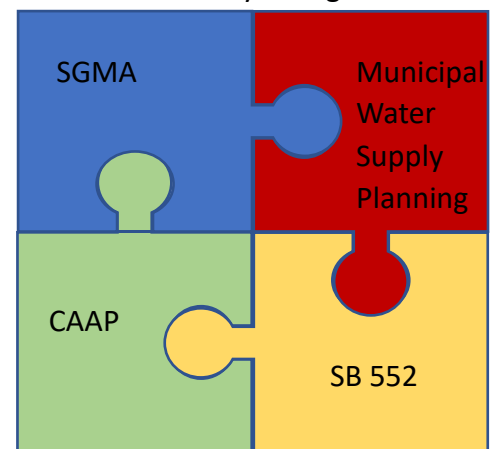 SGMA
Municipal
Water
Supply
Planning
CAAP
SB 552